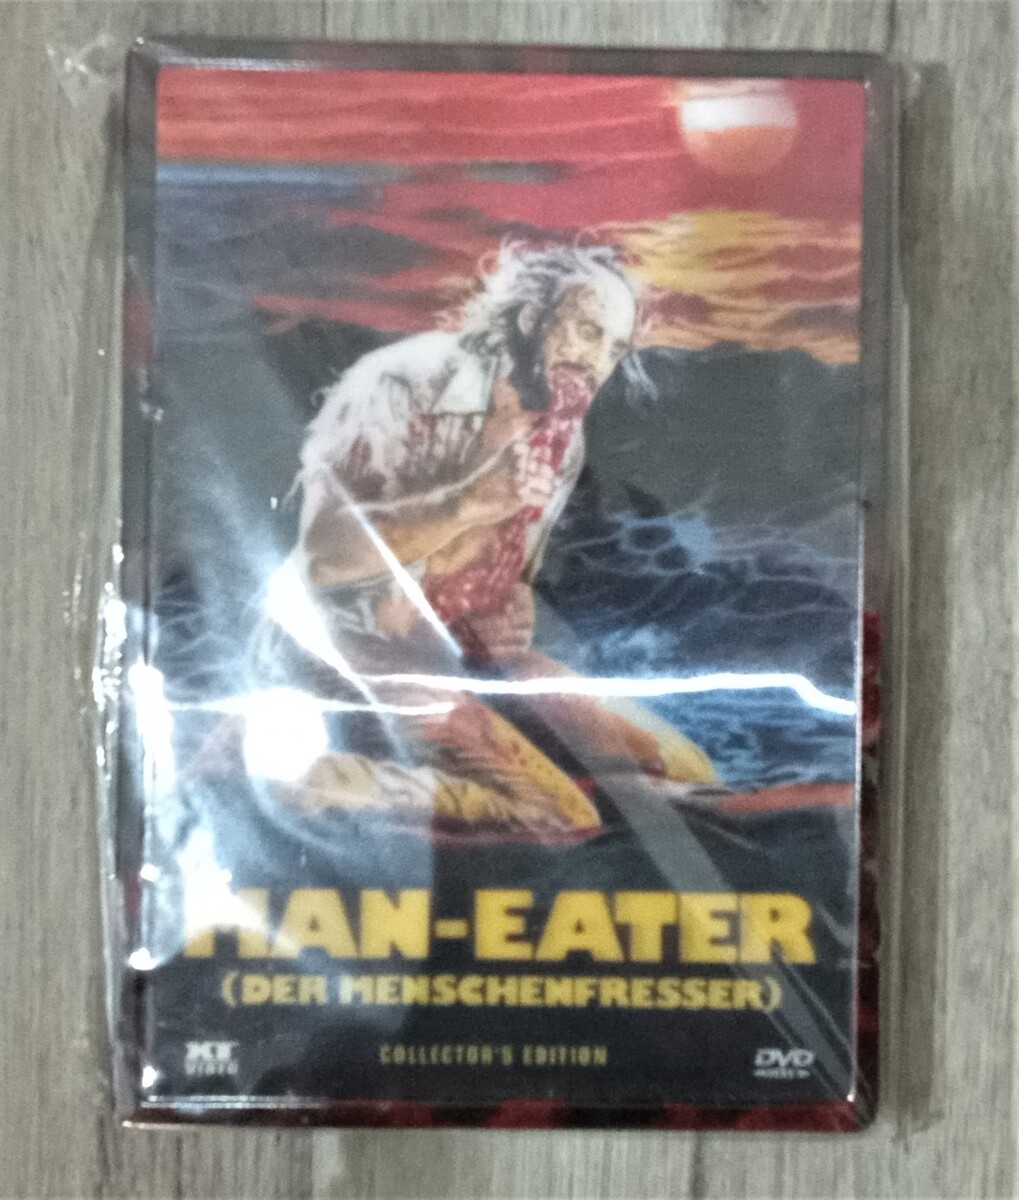 MAN-EATER
(DER MENSCHENFRESSER)
COLLECTOR'S EDITION
XT
VIDEO
DVD